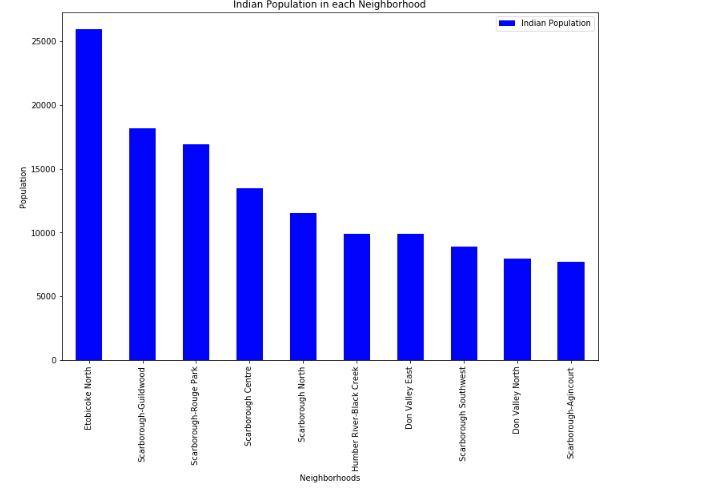 Indian Population in each Neighborhood
Indian Population
25000
20000
15000
10000
5000
0
Population
Etobicoke North
Scarborough-Guildwood
Scarborough-Rouge Park
Scarborough Centre
Scarborough North
Humber River-Black Creek
Don Valley East
Scarborough Southwest
Don Valley North
Scarborough-Agincourt
Neighborhoods